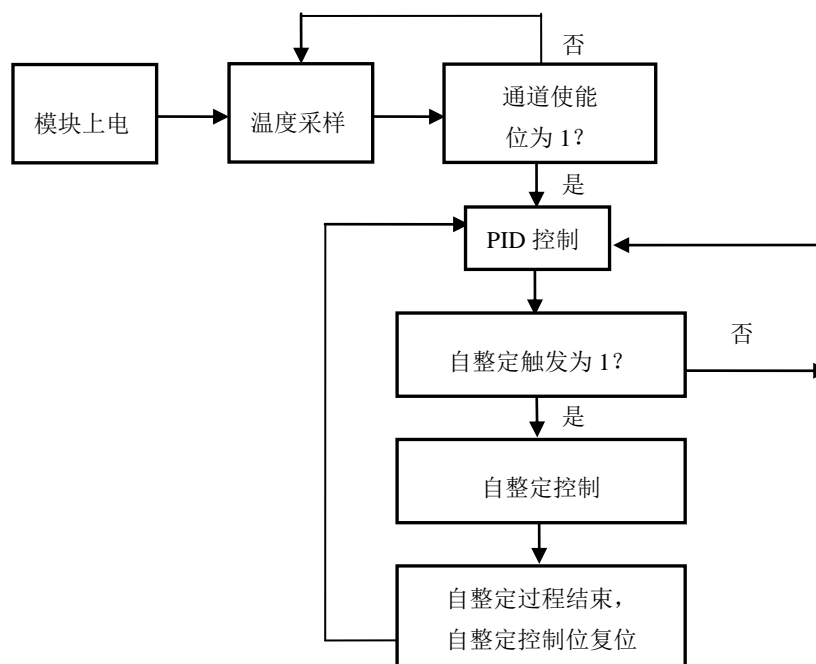 否
模块上电
温度采样
通道使能
位为 1？
是
PID 控制
自整定触发为 1？
否
是
自整定控制
自整定过程结束，
自整定控制位复位